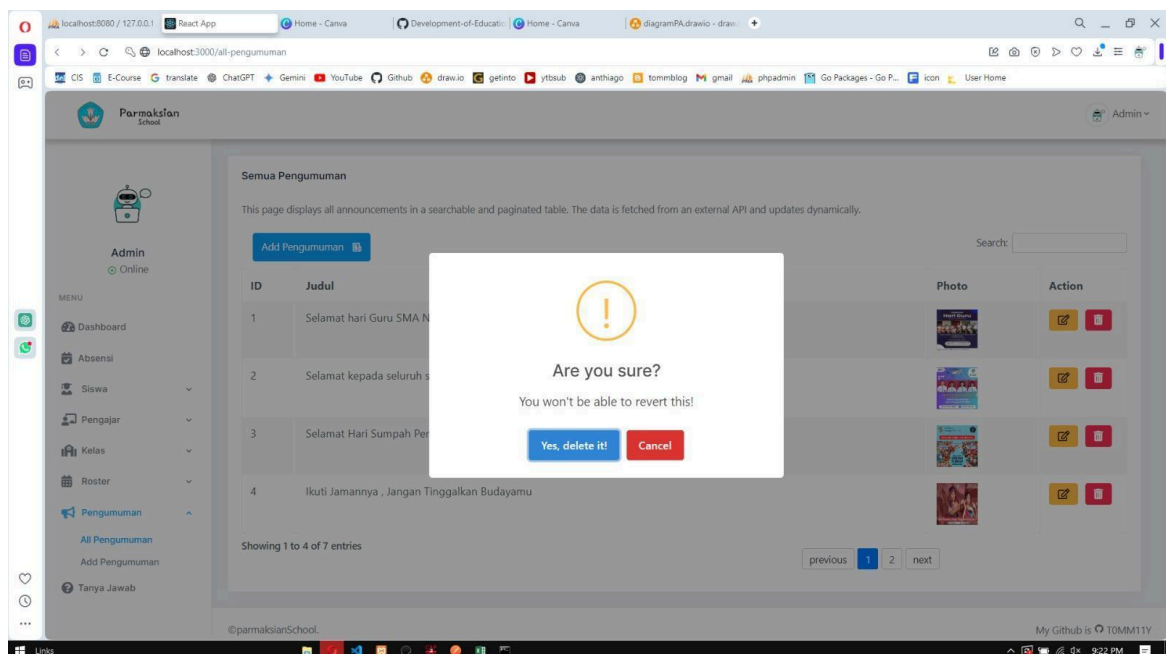 localhost:8080 / 127.0.0.1
React App
Home - Canva
Development-of-Educatio
Home - Canva
diagramPA.drawio - draw.
localhost:3000/all-pengumuman
CIS
E-Course
translate
ChatGPT
Gemini
YouTube
Github
draw.io
getinto
ytsub
anthiago
tommblog
gmail
phpadmin
Go Packages - Go P...
icon
User Home
Parmaksian
School
Admin
Admin
Online
MENU
Dashboard
Absensi
Siswa
Pengajar
Kelas
Roster
Pengumuman
All Pengumuman
Add Pengumuman
Tanya Jawab
Semua Pengumuman
This page displays all announcements in a searchable and paginated table. The data is fetched from an external API and updates dynamically.
Add Pengumuman
Search:
ID Judul Photo Action
1 Selamat hari Guru SMA N
Hari Guru
2 Selamat kepada seluruh s
3 Selamat Hari Sumpah Per
4 Ikuti Jamannya , Jangan Tinggalkan Budayamu
Showing 1 to 4 of 7 entries
previous 1 2 next
Are you sure?
You won't be able to revert this!
Yes, delete it!
Cancel
©parmaksianSchool.
My Github is T0MM11Y
Links
9:22 PM